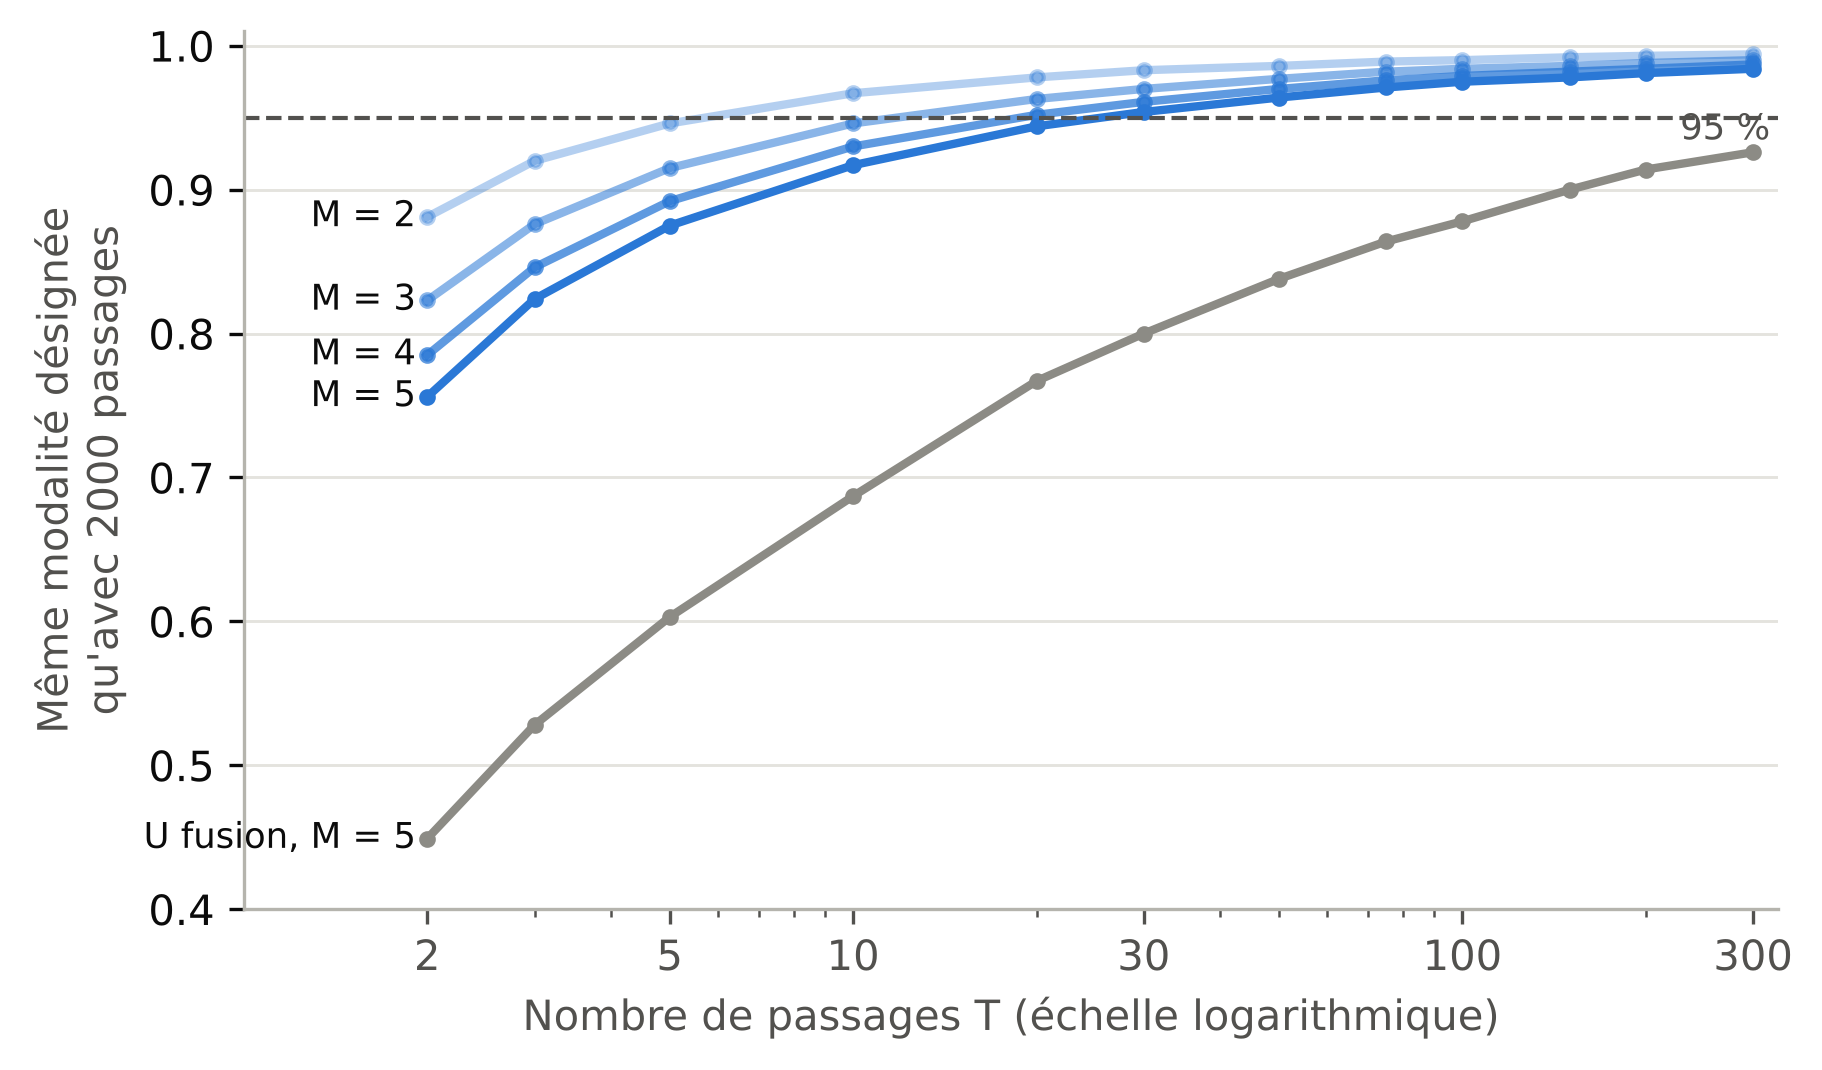 Même modalité désignée
qu'avec 2000 passages
1.0
0.9
0.8
0.7
0.6
0.5
0.4
95 %
M = 2
M = 3
M = 4
M = 5
U fusion, M = 5
2
5
10
30
100
300
Nombre de passages T (échelle logarithmique)